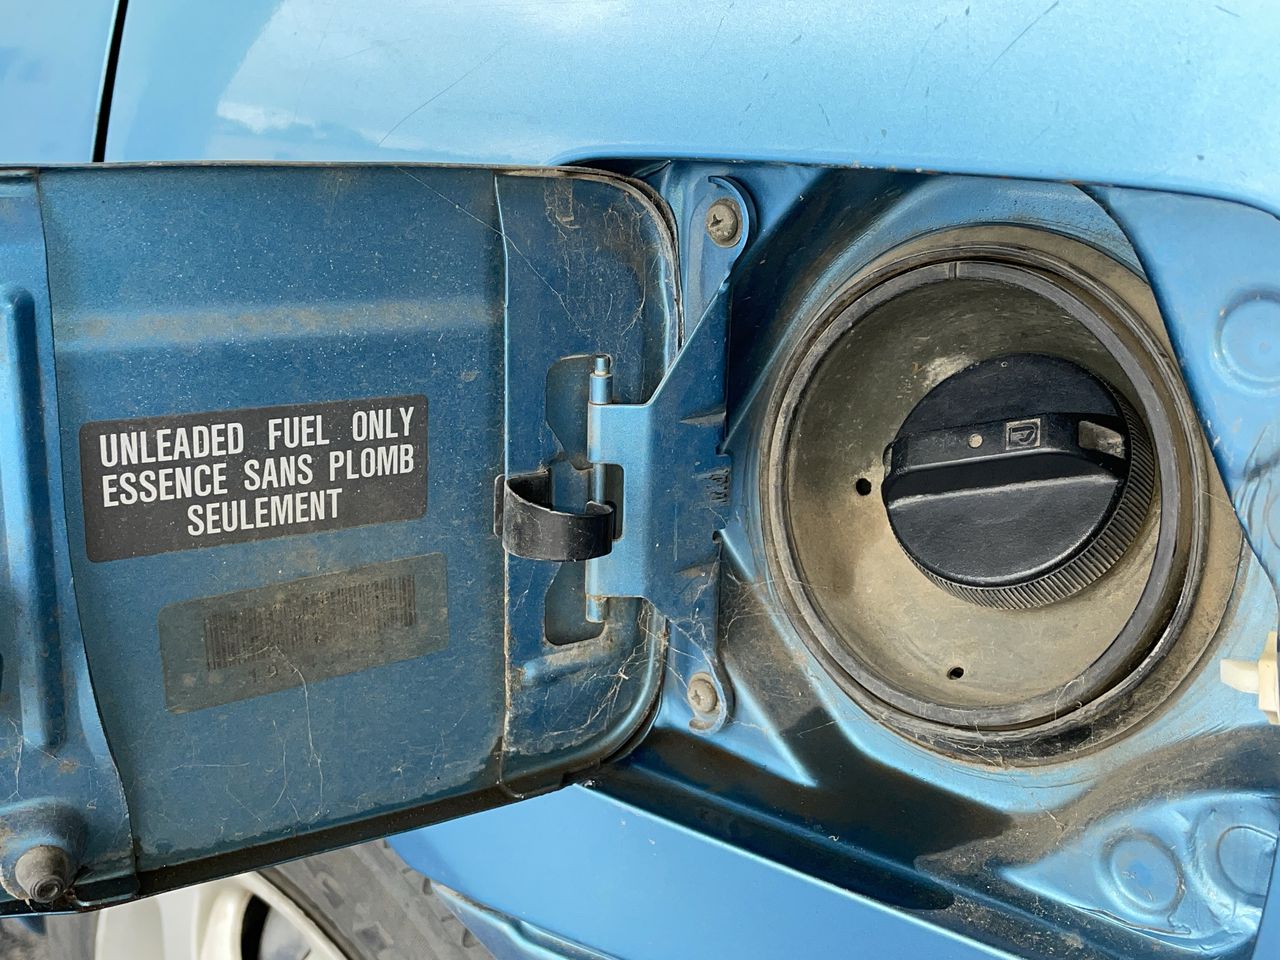 UNLEADED FUEL ONLY
ESSENCE SANS PLOMB
SEULEMENT